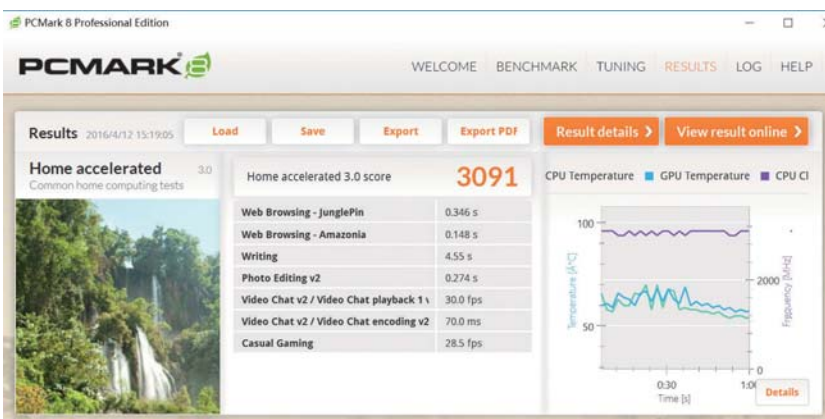 PCMark 8 Professional Edition
PCMARK 8
WELCOME BENCHMARK TUNING RESULTS LOG HELP
Results 2016/4/12 15:19:05 Load Save Export Export PDF Result details View result online
Home accelerated 3.0
Common home computing tests
Home accelerated 3.0 score 3091
Web Browsing - JunglePin 0.346 s
Web Browsing - Amazonia 0.148 s
Writing 4.55 s
Photo Editing v2 0.274 s
Video Chat v2 / Video Chat playback 1 v 30.0 fps
Video Chat v2 / Video Chat encoding v2 70.0 ms
Casual Gaming 28.5 fps
CPU Temperature GPU Temperature CPU Cl
100
50
Temperature [Â°C]
2000
0
Frequency [MHz]
0:30 1:0
Time [s]
Details